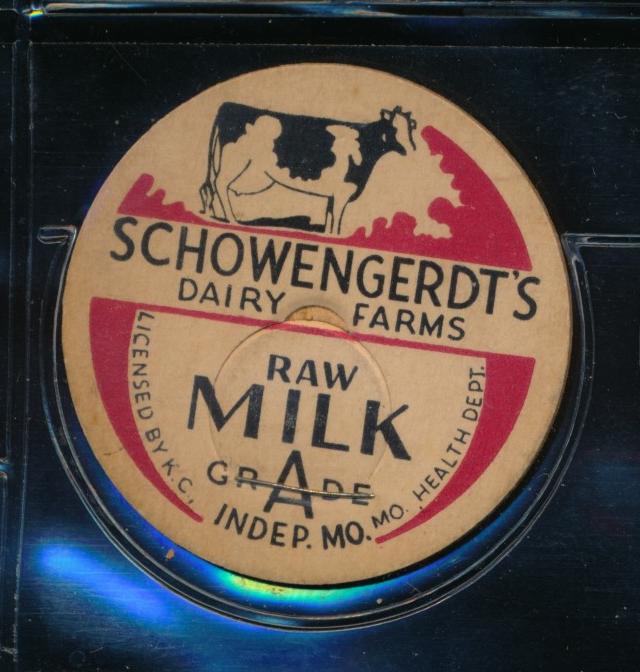 SCHOWENGERDT'S
DAIRY FARMS
RAW
MILK
GRADE
A
INDEP. MO.
LICENSED BY K.C., MO. HEALTH DEPT.